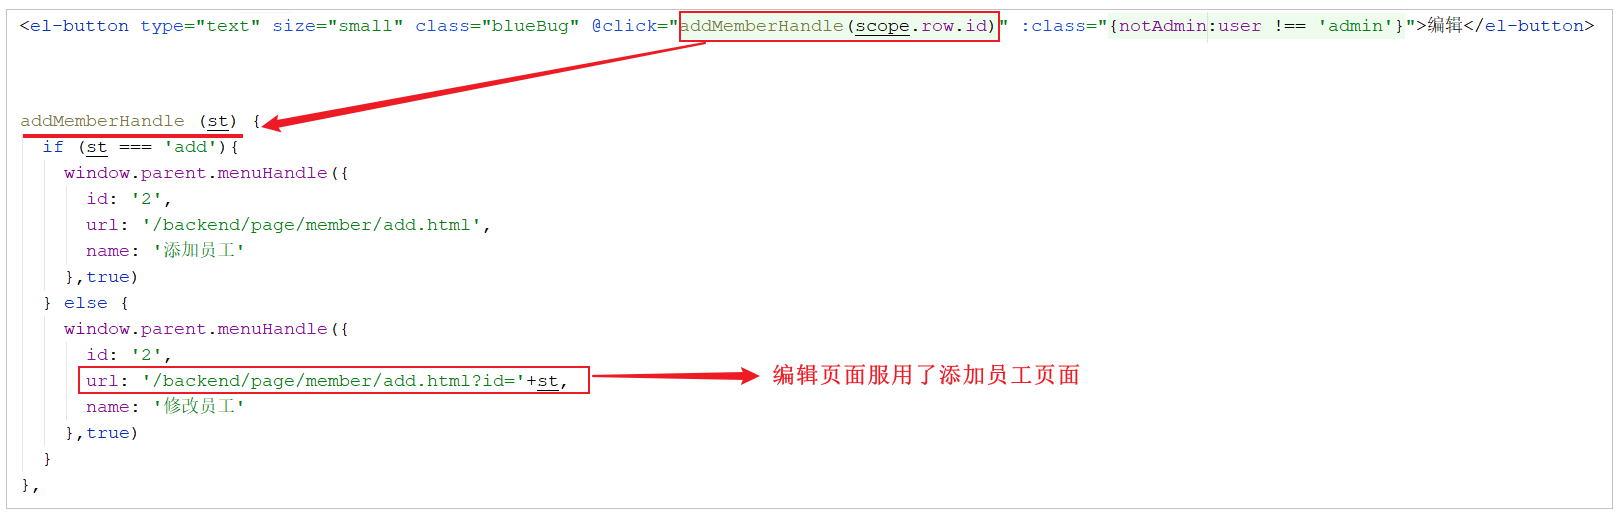 <el-button type="text" size="small" class="blueBug" @click="addMemberHandle(scope.row.id)" :class="{notAdmin:user !== 'admin'}">编辑</el-button>
addMemberHandle (st) {
if (st === 'add'){
window.parent.menuHandle({
id: '2',
url: '/backend/page/member/add.html',
name: '添加员工'
},true)
} else {
window.parent.menuHandle({
id: '2',
url: '/backend/page/member/add.html?id='+st,
编辑页面服用了添加员工页面
name: '修改员工'
},true)
}
},